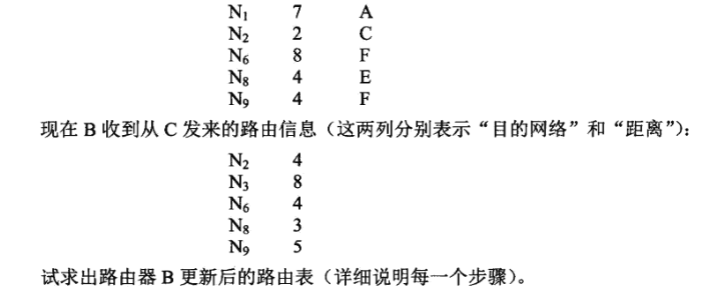 N₁ 7 A
N₂ 2 C
N₆ 8 F
N₈ 4 E
N₉ 4 F
现在 B 收到从 C 发来的路由信息（这两列分别表示“目的网络”和“距离”）：
N₂ 4
N₃ 8
N₆ 4
N₈ 3
N₉ 5
试求出路由器 B 更新后的路由表（详细说明每一个步骤）。